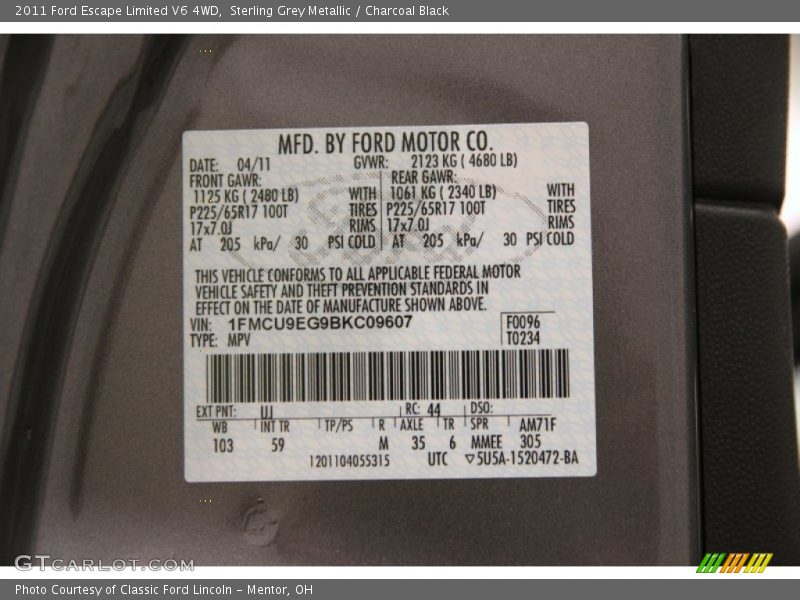 2011 Ford Escape Limited V6 4WD, Sterling Grey Metallic / Charcoal Black
MFD. BY FORD MOTOR CO.
DATE: 04/11 GVWR: 2123 KG ( 4680 LB)
FRONT GAWR: REAR GAWR:
1125 KG ( 2480 LB) WITH 1061 KG ( 2340 LB) WITH
P225/65R17 100T TIRES P225/65R17 100T TIRES
17x7.0J RIMS 17x7.0J RIMS
AT 205 kPa/ 30 PSI COLD AT 205 kPa/ 30 PSI COLD
THIS VEHICLE CONFORMS TO ALL APPLICABLE FEDERAL MOTOR
VEHICLE SAFETY AND THEFT PREVENTION STANDARDS IN
EFFECT ON THE DATE OF MANUFACTURE SHOWN ABOVE.
VIN: 1FMCU9EG9BKC09607 F0096
TYPE: MPV T0234
EXT PNT: UJ RC: 44 DSO:
WB INT TR TP/PS R AXLE TR SPR AM71F
103 59 M 35 6 MMEE 305
1201104055315 UTC ▽5U5A-1520472-BA
GTCARLOT.COM
Photo Courtesy of Classic Ford Lincoln - Mentor, OH